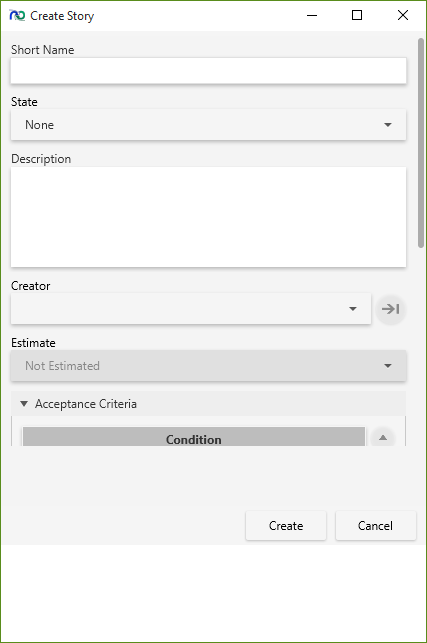 Create Story
Short Name
State
None
Description
Creator
Estimate
Not Estimated
Acceptance Criteria
Condition
Create Cancel